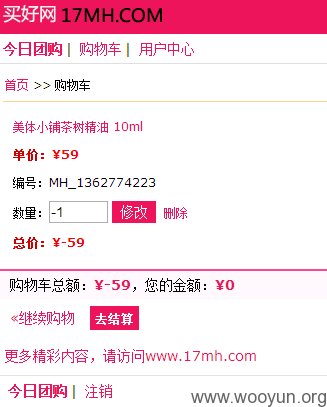 买好网 17MH.COM
今日团购 | 购物车 | 用户中心
首页 >> 购物车
美体小铺茶树精油 10ml
单价：¥59
编号：MH_1362774223
数量：-1 修改 删除
总价：¥-59
购物车总额：¥-59，您的金额：¥0
«继续购物 去结算
更多精彩内容，请访问www.17mh.com
今日团购 | 注销
www.wooyun.org